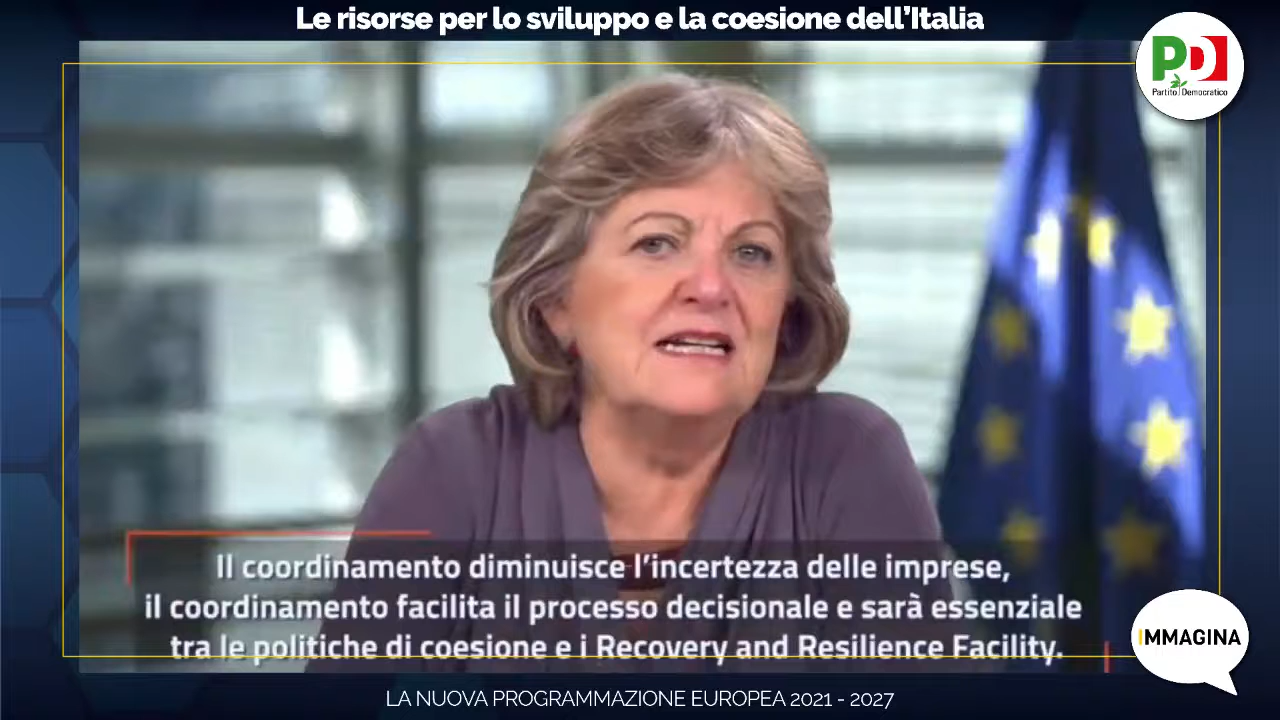 Le risorse per lo sviluppo e la coesione dell'Italia
PD
Partito Democratico
Il coordamento diminuisce l'incertezza delle imprese,
il coordinamento facilita il processo decisionale e sarà essenziale
tra le politiche di coesione e i Recovery and Resilience Facility.
IMMAGINA
LA NUOVA PROGRAMMAZIONE EUROPEA 2021 - 2027